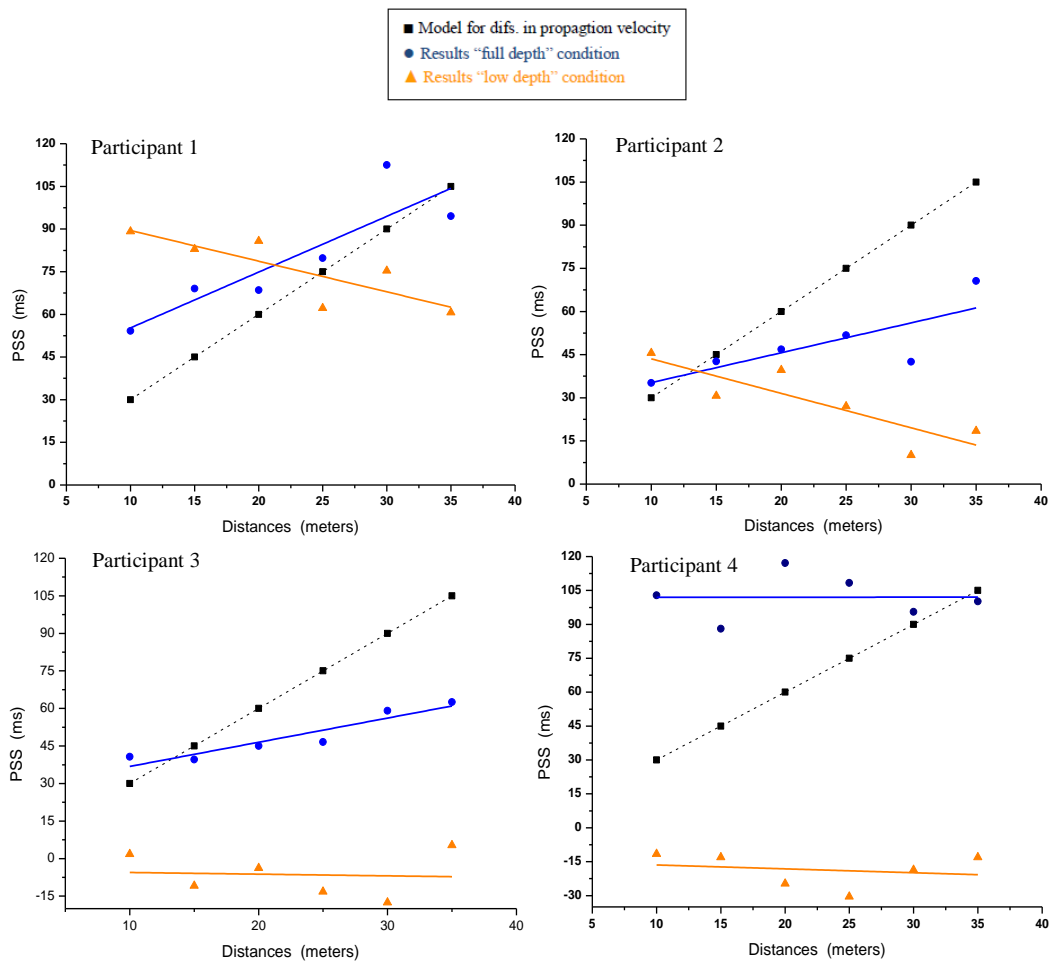 Model for difs. in propagtion velocity
Results “full depth” condition
Results “low depth” condition
Participant 1
120
105
90
75
60
45
30
15
0
PSS (ms)
5 10 15 20 25 30 35 40
Distances (meters)
Participant 2
120
105
90
75
60
45
30
15
0
PSS (ms)
5 10 15 20 25 30 35 40
Distances (meters)
Participant 3
120
105
90
75
60
45
30
15
0
-15
PSS (ms)
10 15 20 25 30 35 40
Distances (meters)
Participant 4
120
105
90
75
60
45
30
15
0
-15
-30
PSS (ms)
5 10 15 20 25 30 35 40
Distances (meters)